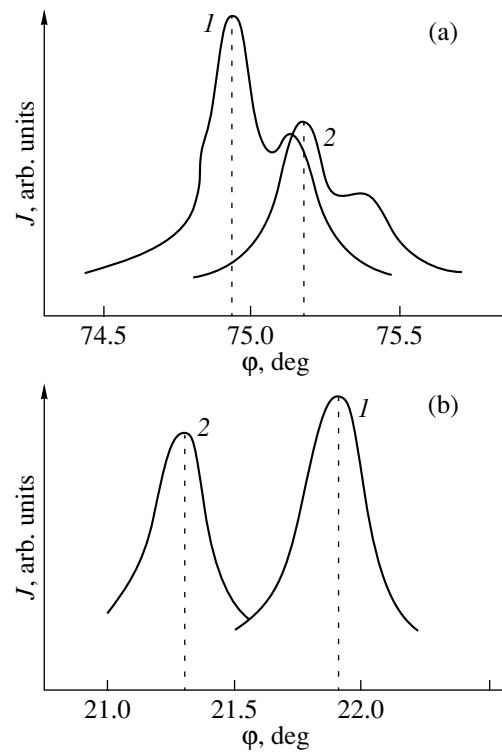 (a)
1
2
J, arb. units
74.5 75.0 75.5
φ, deg
(b)
2 1
J, arb. units
21.0 21.5 22.0
φ, deg